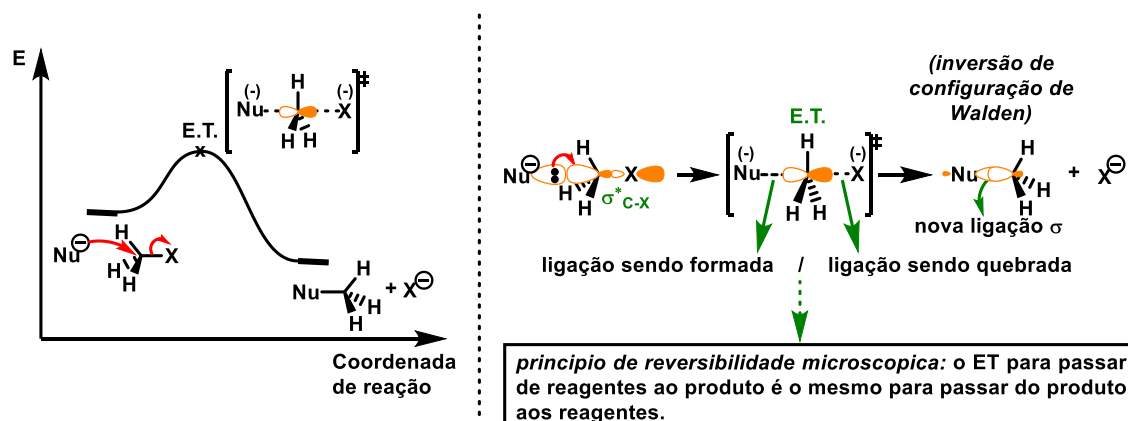 E
E.T.
(-) (-) ‡
H
Nu X
H H
Nu⊖ H
H X
H
Nu H
H
H
+ X⊖
Coordenada
de reação
(inversão de
configuração de
Walden)
E.T.
Nu⊖ H
H X
H
σ*C-X
(-) (-) ‡
H
Nu X
H H
Nu H
H
H
+ X⊖
nova ligação σ
ligação sendo formada / ligação sendo quebrada
principio de reversibilidade microscopica: o ET para passar
de reagentes ao produto é o mesmo para passar do produto
aos reagentes.